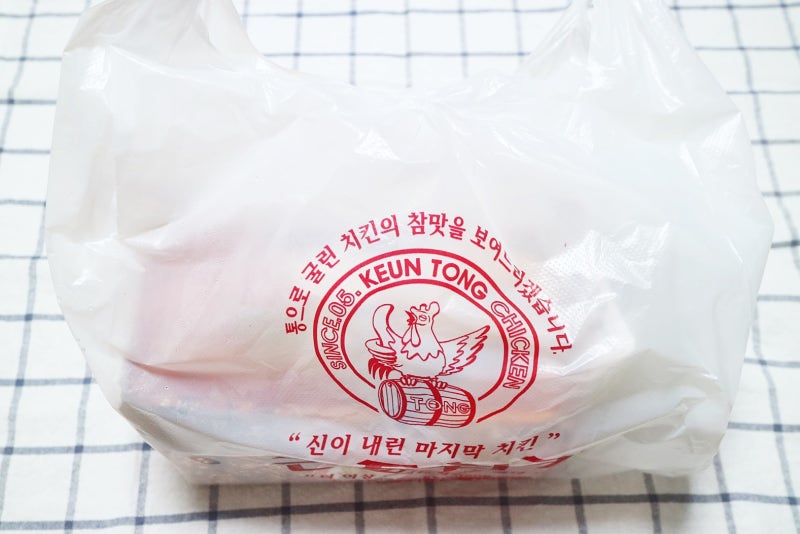 통으로 굴린 치킨의 참맛을 보여느리겠습니다.
SINCE.05. KEUN TONG CHICKEN
TONG
“ 신이 내린 마지막 치킨 ”